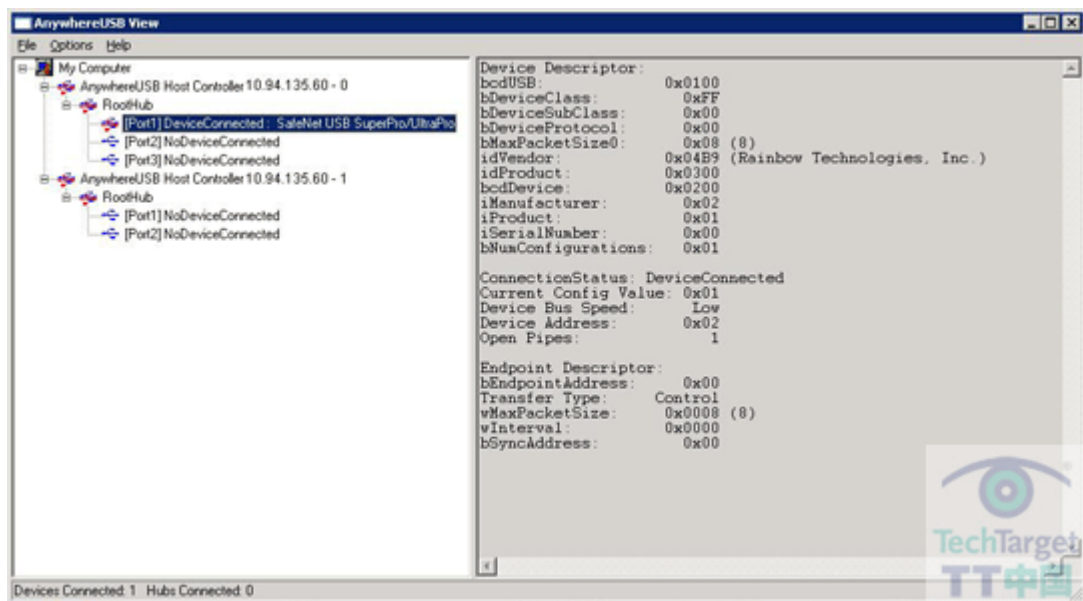 AnywhereUSB View
File Options Help
My Computer
AnywhereUSB Host Controller 10.94.135.60 - 0
RootHub
[Port1] DeviceConnected : SafeNet USB SuperPro/UltraPro
[Port2] NoDeviceConnected
[Port3] NoDeviceConnected
AnywhereUSB Host Controller 10.94.135.60 - 1
RootHub
[Port1] NoDeviceConnected
[Port2] NoDeviceConnected
Device Descriptor:
bcdUSB: 0x0100
bDeviceClass: 0xFF
bDeviceSubClass: 0x00
bDeviceProtocol: 0x00
bMaxPacketSize0: 0x08 (8)
idVendor: 0x04B9 (Rainbow Technologies, Inc.)
idProduct: 0x0300
bcdDevice: 0x0200
iManufacturer: 0x02
iProduct: 0x01
iSerialNumber: 0x00
bNumConfigurations: 0x01
ConnectionStatus: DeviceConnected
Current Config Value: 0x01
Device Bus Speed: Low
Device Address: 0x02
Open Pipes: 1
Endpoint Descriptor:
bEndpointAddress: 0x00
Transfer Type: Control
wMaxPacketSize: 0x0008 (8)
wInterval: 0x0000
bSyncAddress: 0x00
TechTarget
TT中国
Devices Connected: 1 Hubs Connected: 0